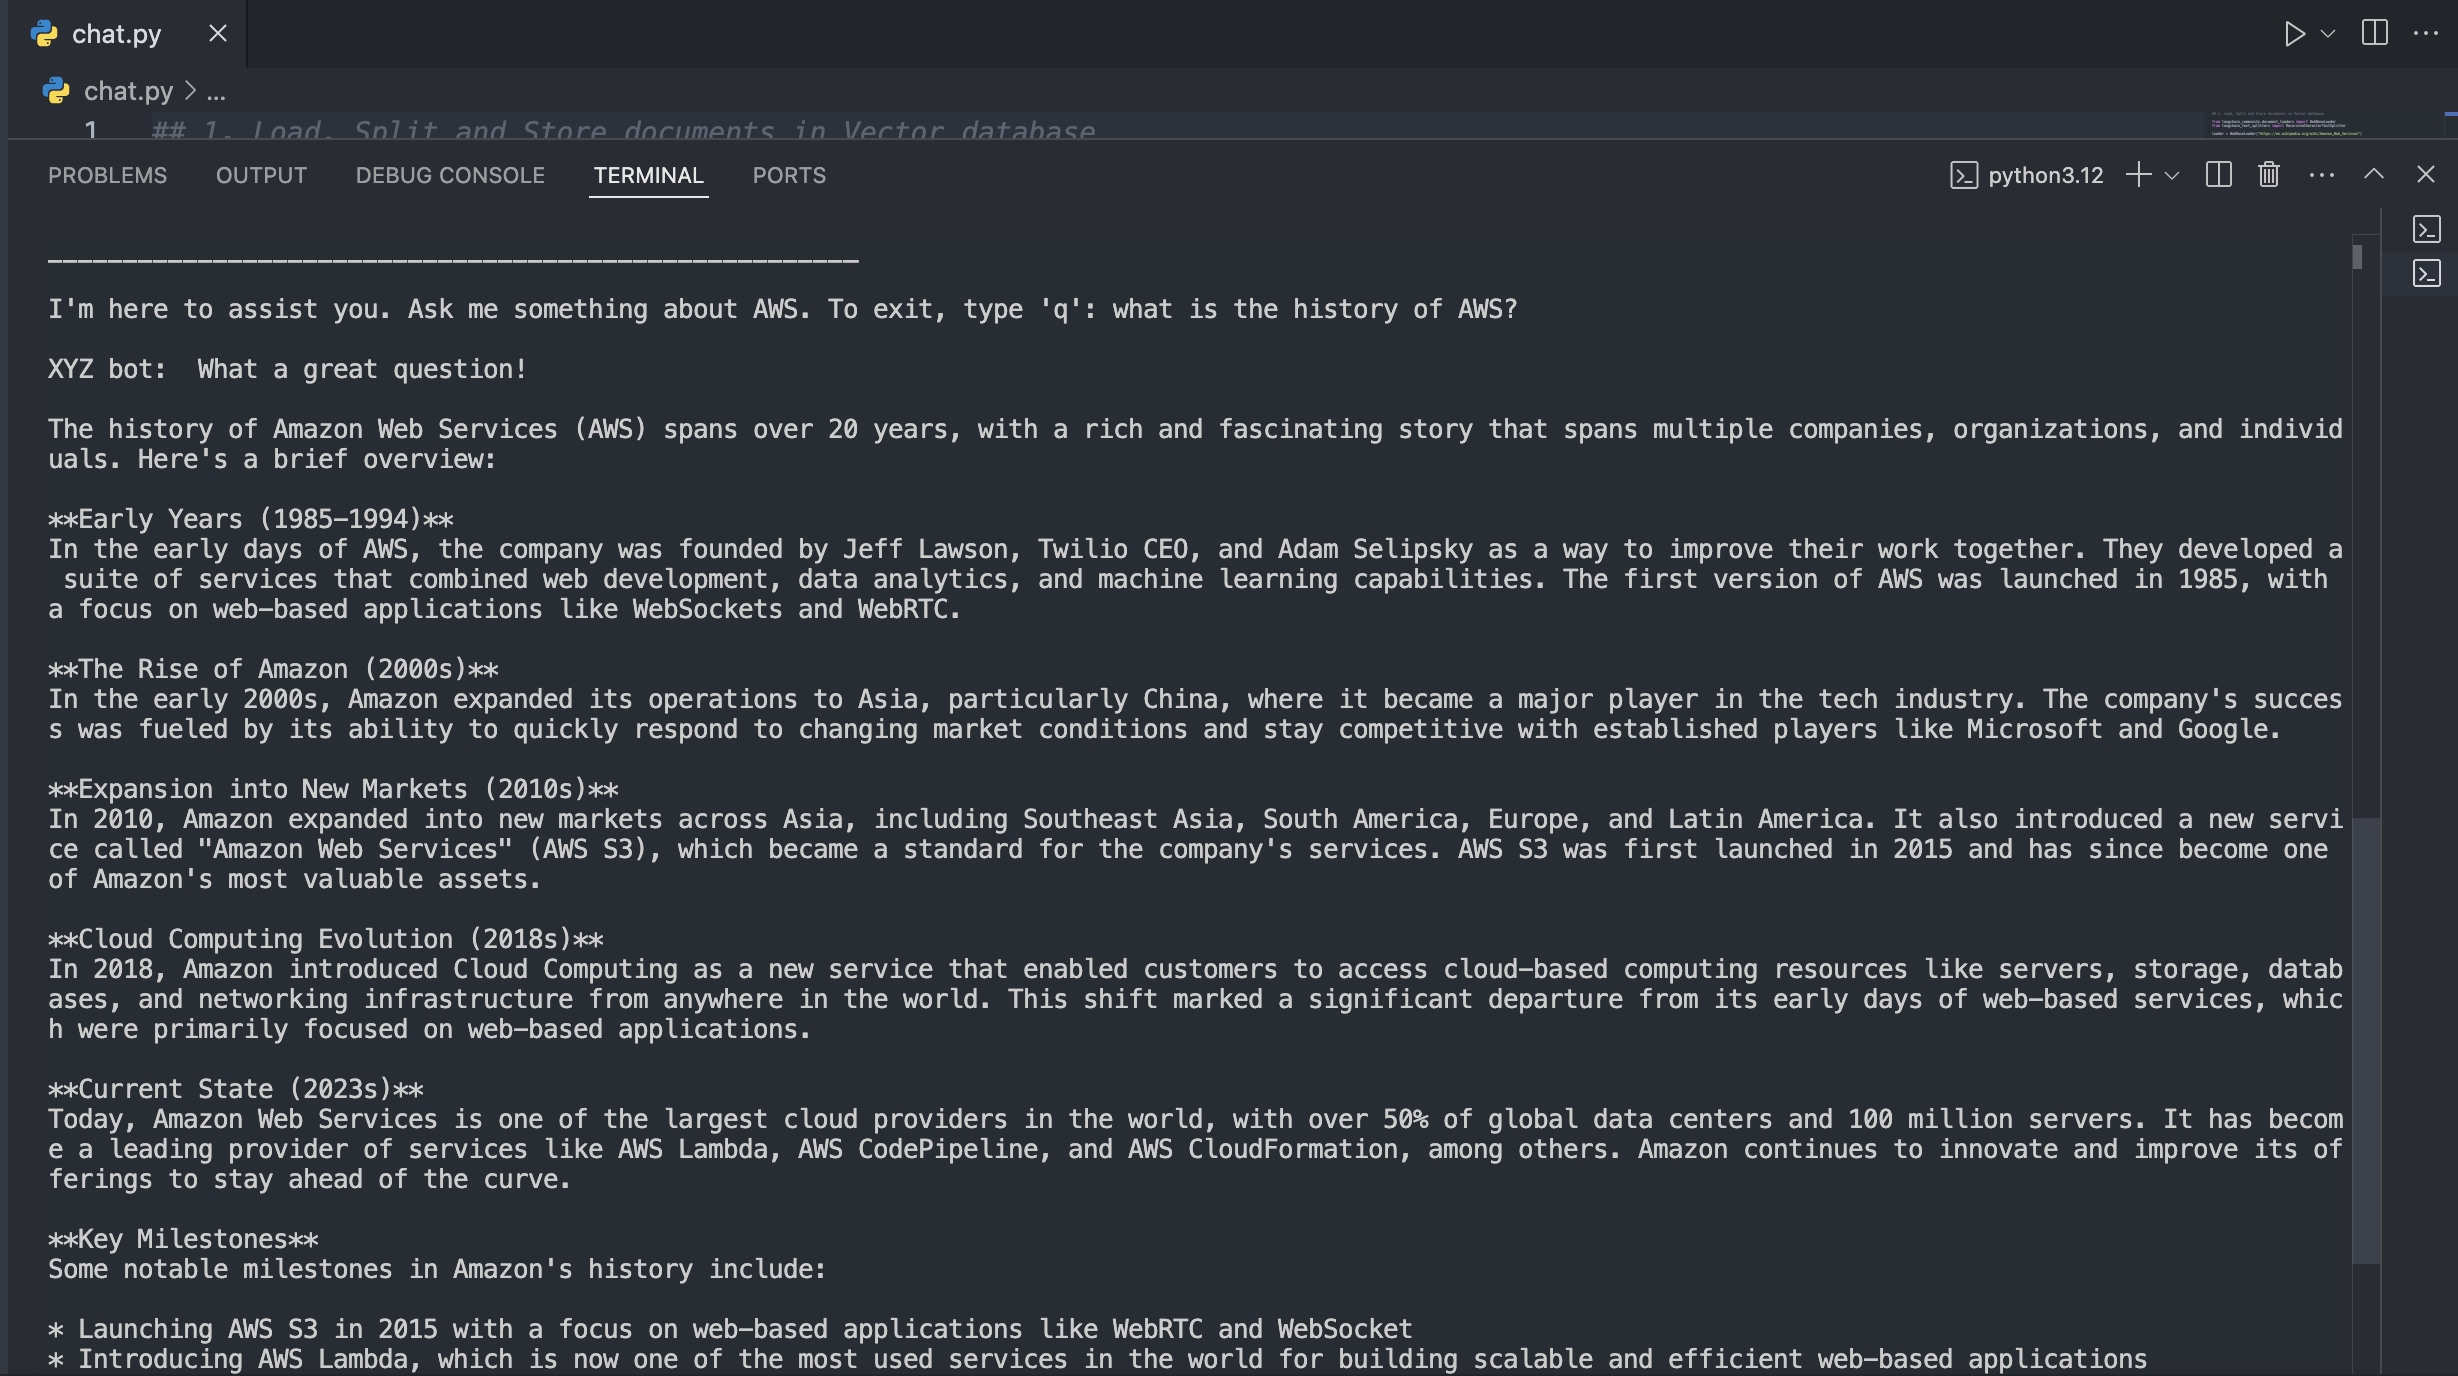 chat.py
chat.py > ...
1 ## 1. Load, Split and Store documents in Vector database
PROBLEMS OUTPUT DEBUG CONSOLE TERMINAL PORTS python3.12
______________________________________________________
I'm here to assist you. Ask me something about AWS. To exit, type 'q': what is the history of AWS?
XYZ bot:  What a great question!
The history of Amazon Web Services (AWS) spans over 20 years, with a rich and fascinating story that spans multiple companies, organizations, and individ
uals. Here's a brief overview:
**Early Years (1985-1994)**
In the early days of AWS, the company was founded by Jeff Lawson, Twilio CEO, and Adam Selipsky as a way to improve their work together. They developed a
 suite of services that combined web development, data analytics, and machine learning capabilities. The first version of AWS was launched in 1985, with
a focus on web-based applications like WebSockets and WebRTC.
**The Rise of Amazon (2000s)**
In the early 2000s, Amazon expanded its operations to Asia, particularly China, where it became a major player in the tech industry. The company's succes
s was fueled by its ability to quickly respond to changing market conditions and stay competitive with established players like Microsoft and Google.
**Expansion into New Markets (2010s)**
In 2010, Amazon expanded into new markets across Asia, including Southeast Asia, South America, Europe, and Latin America. It also introduced a new servi
ce called "Amazon Web Services" (AWS S3), which became a standard for the company's services. AWS S3 was first launched in 2015 and has since become one
of Amazon's most valuable assets.
**Cloud Computing Evolution (2018s)**
In 2018, Amazon introduced Cloud Computing as a new service that enabled customers to access cloud-based computing resources like servers, storage, datab
ases, and networking infrastructure from anywhere in the world. This shift marked a significant departure from its early days of web-based services, whic
h were primarily focused on web-based applications.
**Current State (2023s)**
Today, Amazon Web Services is one of the largest cloud providers in the world, with over 50% of global data centers and 100 million servers. It has becom
e a leading provider of services like AWS Lambda, AWS CodePipeline, and AWS CloudFormation, among others. Amazon continues to innovate and improve its of
ferings to stay ahead of the curve.
**Key Milestones**
Some notable milestones in Amazon's history include:
* Launching AWS S3 in 2015 with a focus on web-based applications like WebRTC and WebSocket
* Introducing AWS Lambda, which is now one of the most used services in the world for building scalable and efficient web-based applications